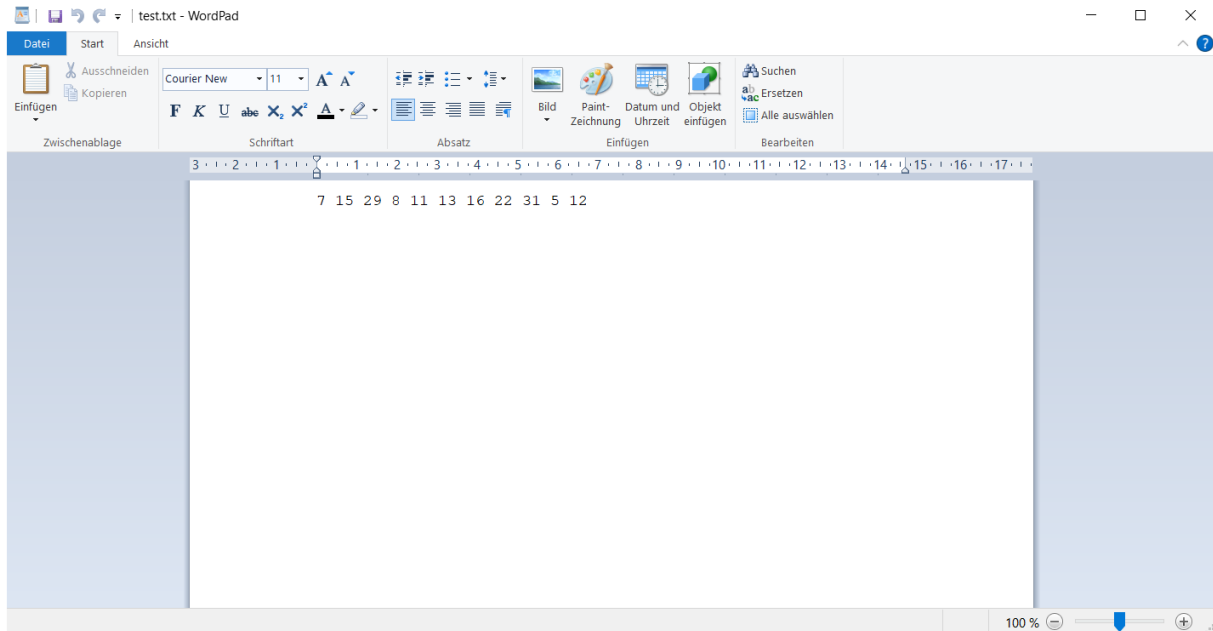 test.txt - WordPad
Datei Start Ansicht
Einfügen
Ausschneiden
Kopieren
Zwischenablage
Courier New 11 A A
F K U abc X₂ X² A
Schriftart
Absatz
Bild
Paint-
Zeichnung
Datum und
Uhrzeit
Objekt
einfügen
Einfügen
Suchen
ab
ac Ersetzen
Alle auswählen
Bearbeiten
3 2 1 1 2 3 4 5 6 7 8 9 10 11 12 13 14 15 16 17
7 15 29 8 11 13 16 22 31 5 12
100 %